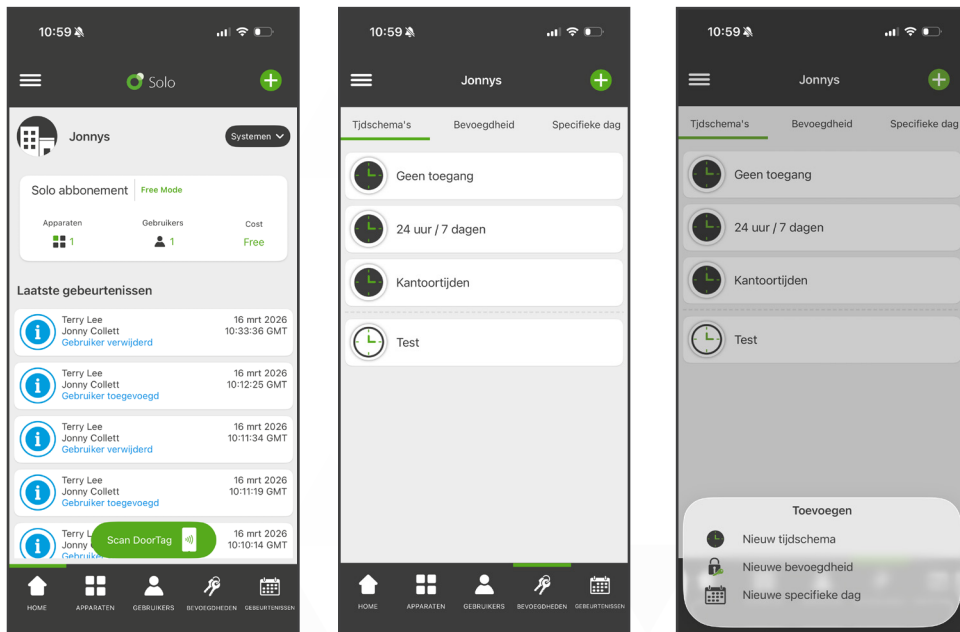 10:59
Solo
Jonnys
Systemen
Solo abbonement
Free Mode
Apparaten
Gebruikers
Cost
1
1
Free
Laatste gebeurtenissen
Terry Lee
16 mrt 2026
Jonny Collett
10:33:36 GMT
Gebruiker verwijderd
Terry Lee
16 mrt 2026
Jonny Collett
10:12:25 GMT
Gebruiker toegevoegd
Terry Lee
16 mrt 2026
Jonny Collett
10:11:34 GMT
Gebruiker verwijderd
Terry Lee
16 mrt 2026
Jonny Collett
10:11:19 GMT
Gebruiker toegevoegd
Terry
16 mrt 2026
Jonny
10:10:14 GMT
Scan DoorTag
HOME
APPARATEN
GEBRUIKERS
BEVOEGDHEDEN
GEBEURTENISSEN
10:59
Jonnys
Tjdschema's
Bevoegdheid
Specifieke dag
Geen toegang
24 uur / 7 dagen
Kantoortijden
Test
HOME
APPARATEN
GEBRUIKERS
BEVOEGDHEDEN
GEBEURTENISSEN
10:59
Jonnys
Tjdschema's
Bevoegdheid
Specifieke dag
Geen toegang
24 uur / 7 dagen
Kantoortijden
Test
Toevoegen
Nieuw tijdschema
Nieuwe bevoegdheid
Nieuwe specifieke dag